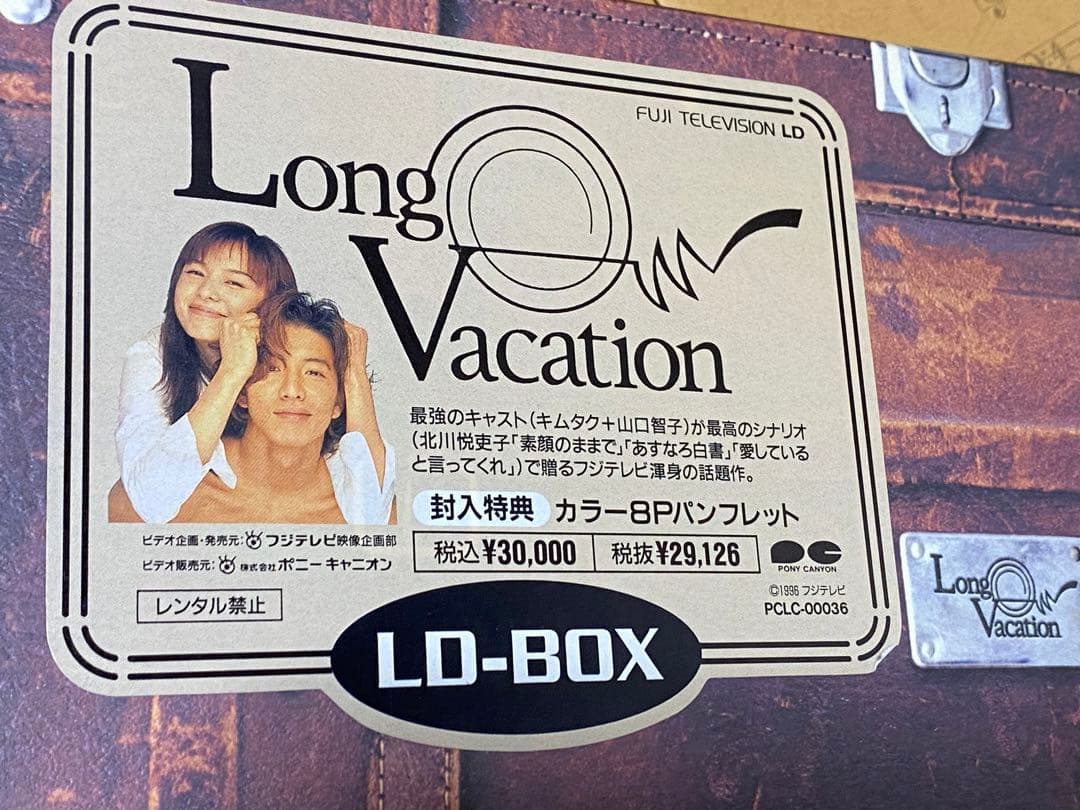 FUJI TELEVISION LD
Long
Vacation
最強のキャスト(キムタク+山口智子)が最高のシナリオ
(北川悦吏子「素顔のままで」「あすなろ白書」「愛していると言ってくれ」)で贈るフジテレビ渾身の話題作。
封入特典 カラー8Pパンフレット
ビデオ企画・発売元:フジテレビ映像企画部
ビデオ販売元:株式会社ポニーキャニオン
税込¥30,000 税抜¥29,126
PONY CANYON
©1996 フジテレビ
PCLC-00036
レンタル禁止
LD-BOX
Long
Vacation